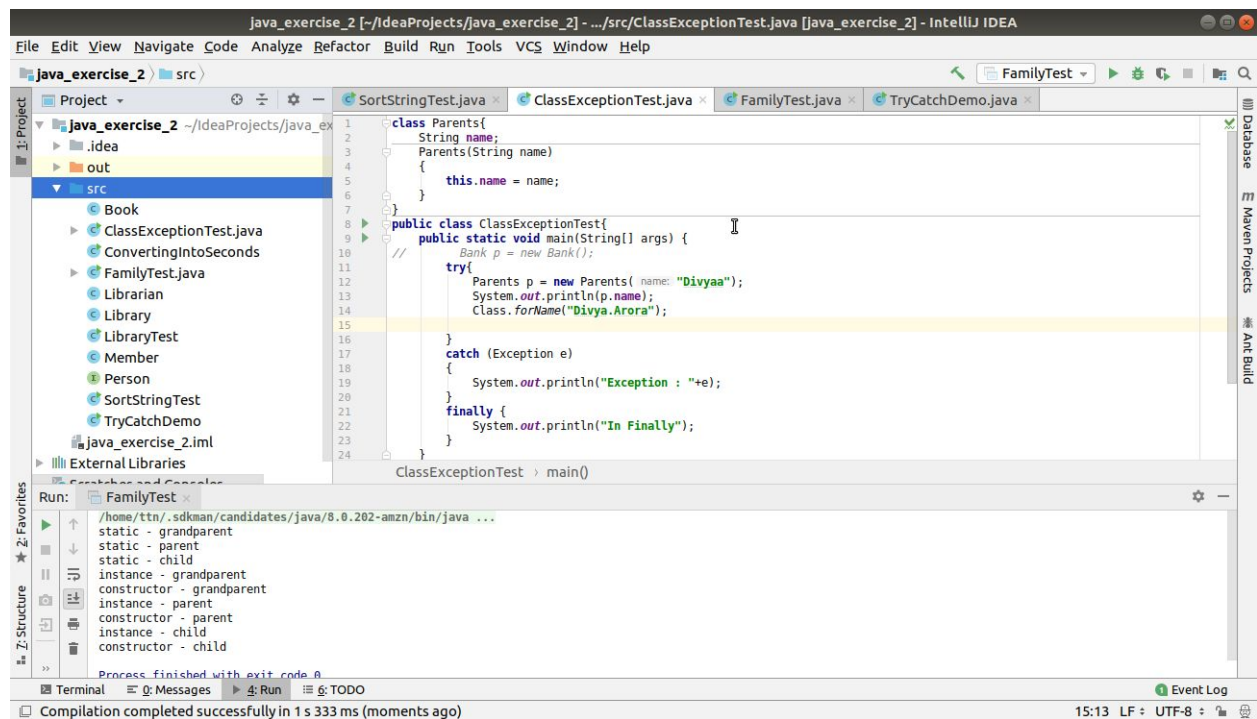 java_exercise_2 [~/IdeaProjects/java_exercise_2] - .../src/ClassExceptionTest.java [java_exercise_2] - IntelliJ IDEA
File Edit View Navigate Code Analyze Refactor Build Run Tools VCS Window Help
java_exercise_2 src
FamilyTest
1: Project
Project
SortStringTest.java
ClassExceptionTest.java
FamilyTest.java
TryCatchDemo.java
java_exercise_2 ~/IdeaProjects/java_ex
.idea
out
src
Book
ClassExceptionTest.java
ConvertingIntoSeconds
FamilyTest.java
Librarian
Library
LibraryTest
Member
Person
SortStringTest
TryCatchDemo
java_exercise_2.iml
External Libraries
Scratches and Consoles
1 class Parents{
2 String name;
3 Parents(String name)
4 {
5 this.name = name;
6 }
7 }
8 public class ClassExceptionTest{
9 public static void main(String[] args) {
10 // Bank p = new Bank();
11 try{
12 Parents p = new Parents( name: "Divyaa");
13 System.out.println(p.name);
14 Class.forName("Divya.Arora");
15
16 }
17 catch (Exception e)
18 {
19 System.out.println("Exception : "+e);
20 }
21 finally {
22 System.out.println("In Finally");
23 }
24 }
ClassExceptionTest › main()
Database
Maven Projects
Ant Build
2: Favorites
7: Structure
Run: FamilyTest
/home/ttn/.sdkman/candidates/java/8.0.202-amzn/bin/java ...
static - grandparent
static - parent
static - child
instance - grandparent
constructor - grandparent
instance - parent
constructor - parent
instance - child
constructor - child
Process finished with exit code 0
Terminal 0: Messages 4: Run 6: TODO
1 Event Log
Compilation completed successfully in 1 s 333 ms (moments ago)
15:13 LF UTF-8